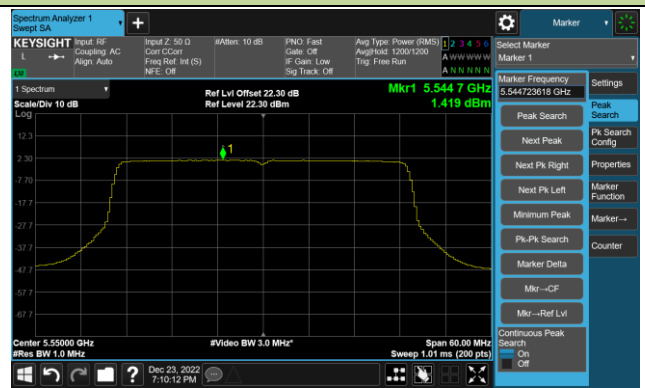 Spectrum Analyzer 1
Swept SA
Marker
KEYSIGHT
L
LXI
Input: RF
Coupling: AC
Align: Auto
Input Z: 50 Ω
Corr CCorr
Freq Ref: Int (S)
NFE: Off
#Atten: 10 dB
PNO: Fast
Gate: Off
IF Gain: Low
Sig Track: Off
Avg Type: Power (RMS)
Avg|Hold: 1200/1200
Trig: Free Run
1 2 3 4 5 6
A W W W W W
A N N N N N
Select Marker
Marker 1
1 Spectrum
Scale/Div 10 dB
Log
Ref Lvl Offset 22.30 dB
Ref Level 22.30 dBm
Mkr1 5.544 7 GHz
1.419 dBm
12.3
2.30
-7.70
-17.7
-27.7
-37.7
-47.7
-57.7
-67.7
1
Center 5.55000 GHz
#Res BW 1.0 MHz
#Video BW 3.0 MHz*
Span 60.00 MHz
Sweep 1.01 ms (200 pts)
Marker Frequency
5.544723618 GHz
Peak Search
Next Peak
Next Pk Right
Next Pk Left
Minimum Peak
Pk-Pk Search
Marker Delta
Mkr→CF
Mkr→Ref Lvl
Continuous Peak
Search
On
Off
Settings
Peak
Search
Pk Search
Config
Properties
Marker
Function
Marker→
Counter
?
Dec 23, 2022
7:10:12 PM